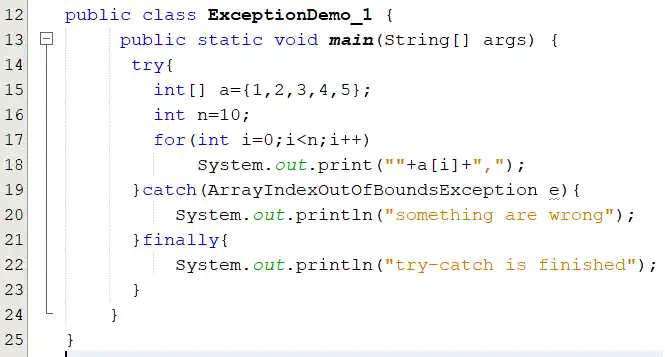 12 public class ExceptionDemo_1 {
13 public static void main(String[] args) {
14 try{
15 int[] a={1,2,3,4,5};
16 int n=10;
17 for(int i=0;i<n;i++)
18 System.out.print(""+a[i]+",");
19 }catch(ArrayIndexOutOfBoundsException e){
20 System.out.println("something are wrong");
21 }finally{
22 System.out.println("try-catch is finished");
23 }
24 }
25 }